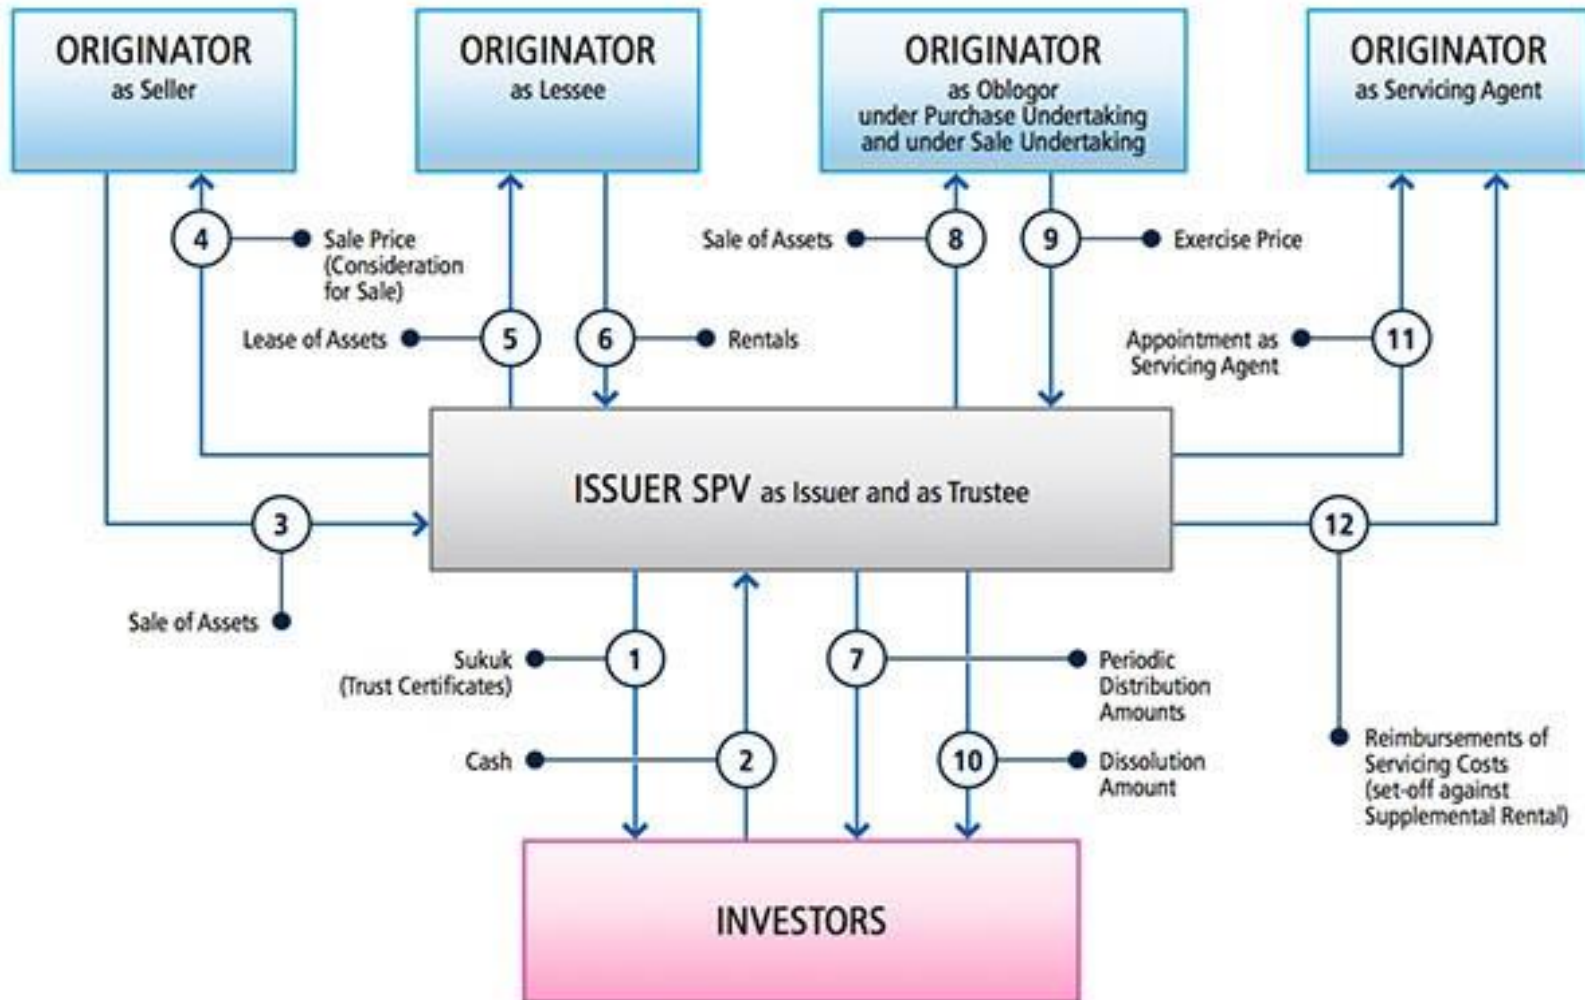 ORIGINATOR
as Seller
ORIGINATOR
as Lessee
ORIGINATOR
as Oblogor
under Purchase Undertaking
and under Sale Undertaking
ORIGINATOR
as Servicing Agent
4
Sale Price
(Consideration
for Sale)
Sale of Assets
8
9
Exercise Price
Lease of Assets
5
6
Rentals
Appointment as
Servicing Agent
11
ISSUER SPV as Issuer and as Trustee
3
12
Sale of Assets
Sukuk
(Trust Certificates)
1
7
Periodic
Distribution
Amounts
Cash
2
10
Dissolution
Amount
Reimbursements of
Servicing Costs
(set-off against
Supplemental Rental)
INVESTORS